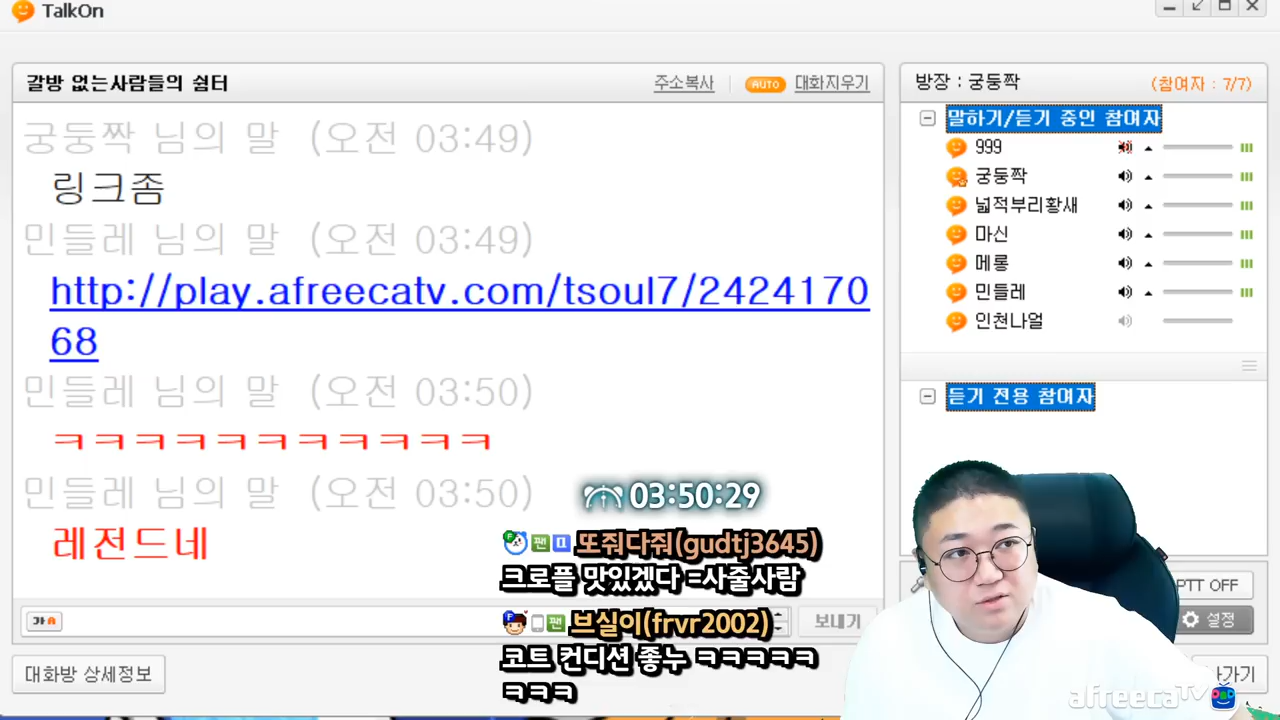 TalkOn
갈방 없는사람들의 쉼터
주소복사
AUTO
대화지우기
궁둥짝 님의 말 (오전 03:49)
링크좀
민들레 님의 말 (오전 03:49)
http://play.afreecatv.com/tsoul7/2424170
68
민들레 님의 말 (오전 03:50)
ㅋㅋㅋㅋㅋㅋㅋㅋㅋㅋㅋ
민들레 님의 말 (오전 03:50)
레전드네
방장 : 궁둥짝
(참여자 : 7/7)
말하기/듣기 중인 참여자
999
궁둥짝
넓적부리황새
마신
메롱
민들레
인천나얼
듣기 전용 참여자
03:50:29
팬 또줘다줘(gudtj3645)
크로플 맛있겠다 =사줄사람
팬 브실이(frvr2002)
코트 컨디션 좋누 ㅋㅋㅋㅋㅋ
ㅋㅋㅋ
가
보내기
PTT OFF
설정
대화방 상세정보
나가기
afreecaTV